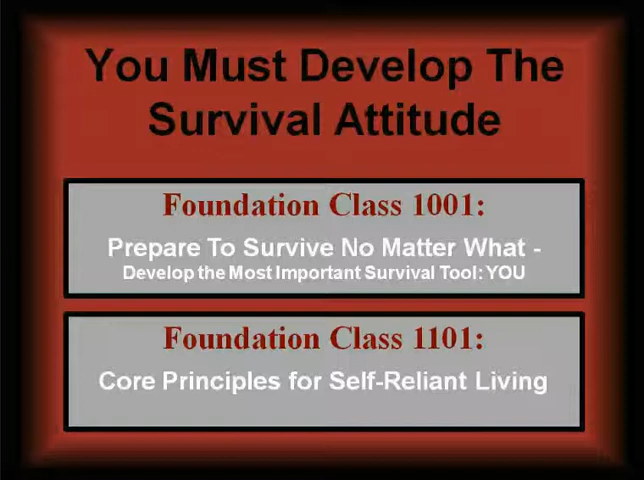 You Must Develop The
Survival Attitude
Foundation Class 1001:
Prepare To Survive No Matter What -
Develop the Most Important Survival Tool: YOU
Foundation Class 1101:
Core Principles for Self-Reliant Living